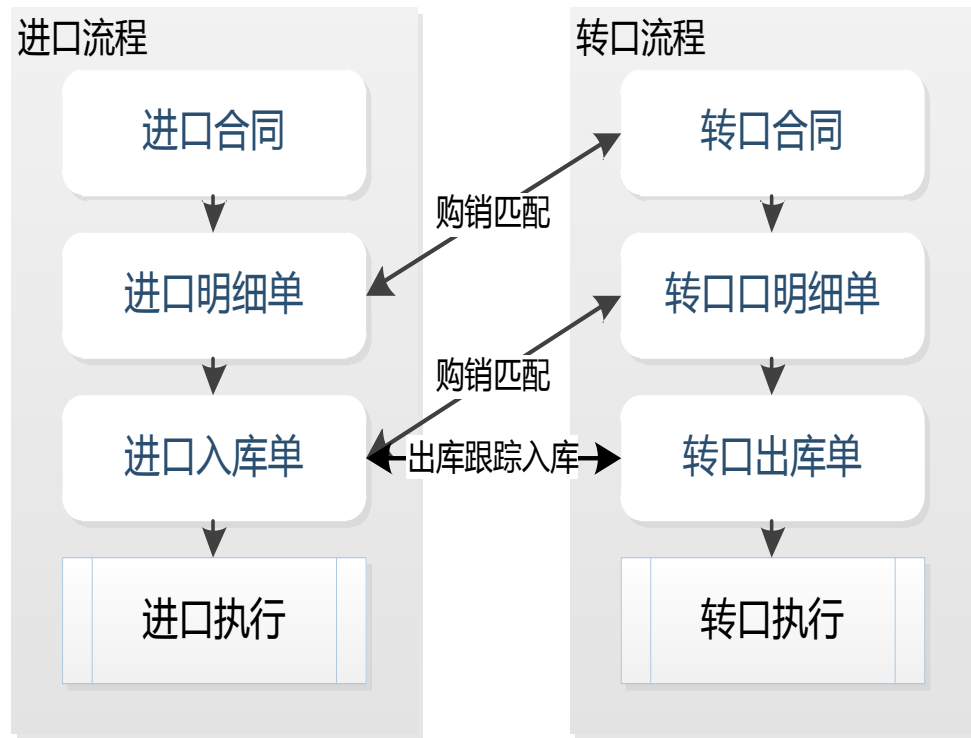 进口流程
进口合同
进口明细单
进口入库单
进口执行
购销匹配
购销匹配
出库跟踪入库
转口流程
转口合同
转口口明细单
转口出库单
转口执行